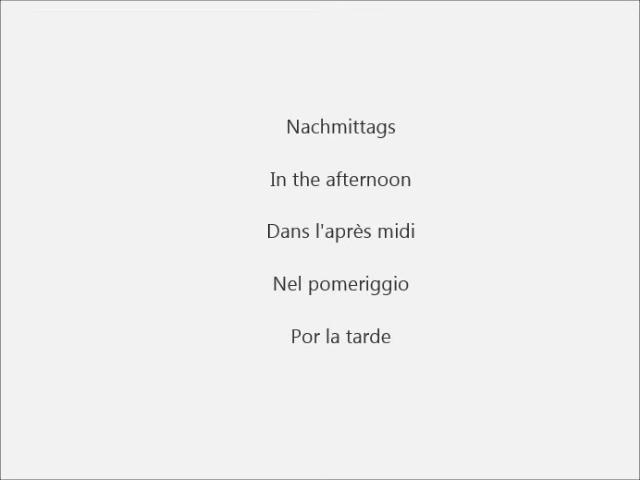 Nachmittags
In the afternoon
Dans l'après midi
Nel pomeriggio
Por la tarde